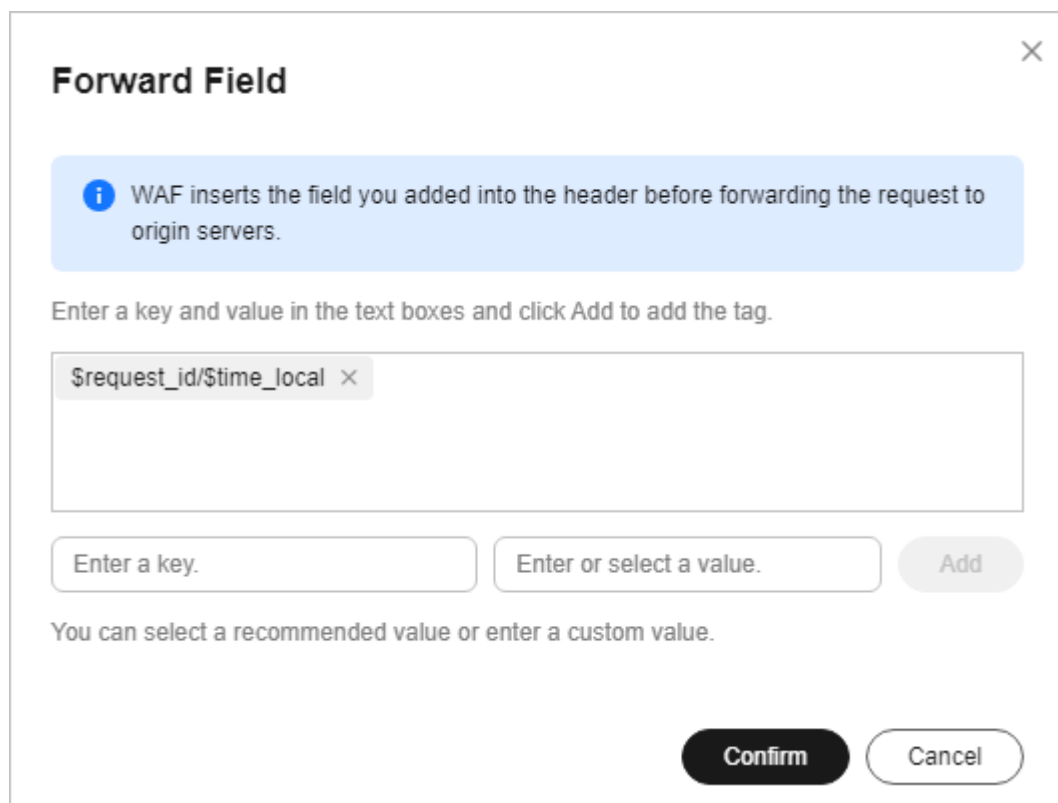 Forward Field
WAF inserts the field you added into the header before forwarding the request to
origin servers.
Enter a key and value in the text boxes and click Add to add the tag.
$request_id/$time_local
Enter a key.
Enter or select a value.
Add
You can select a recommended value or enter a custom value.
Confirm
Cancel